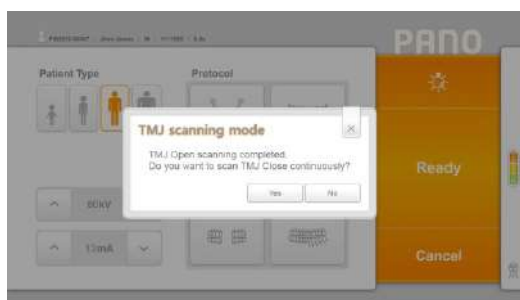 PANO
Patient Type
Protocol
TMJ scanning mode
TMJ Open scanning completed.
Do you want to scan TMJ Close continuously?
Yes
No
Ready
80kV
12mA
Cancel